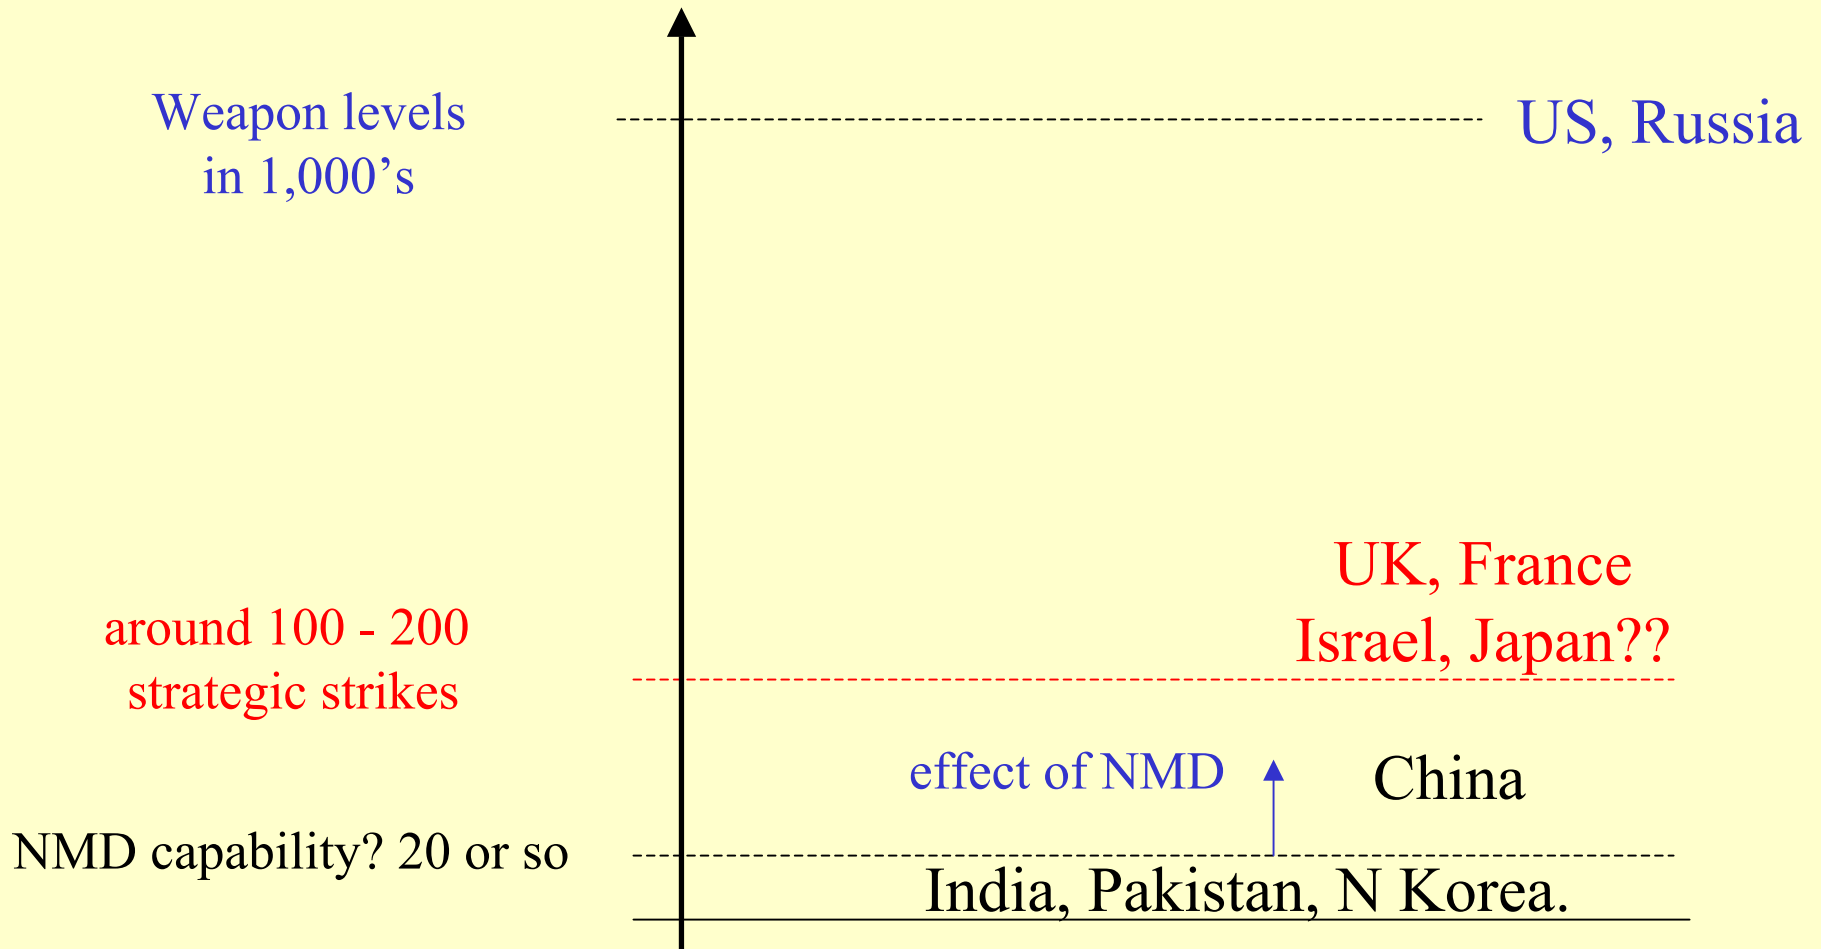 Weapon levels
in 1,000’s
US, Russia
UK, France
Israel, Japan??
around 100 - 200
strategic strikes
effect of NMD
China
NMD capability? 20 or so
India, Pakistan, N Korea.